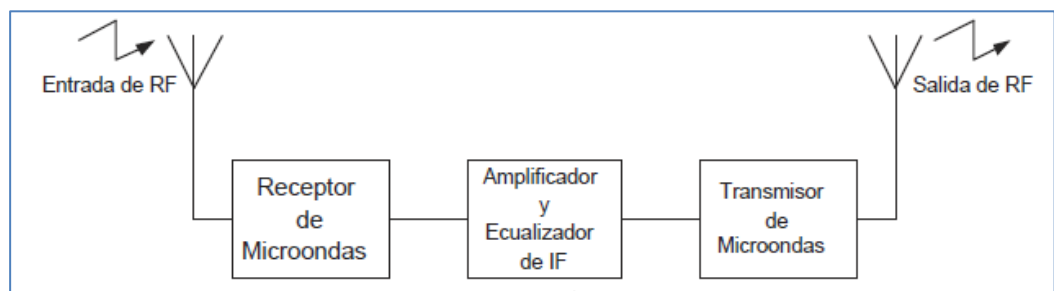 Entrada de RF
Salida de RF
Receptor
de
Microondas
Amplificador
y
Ecualizador
de IF
Transmisor
de
Microondas